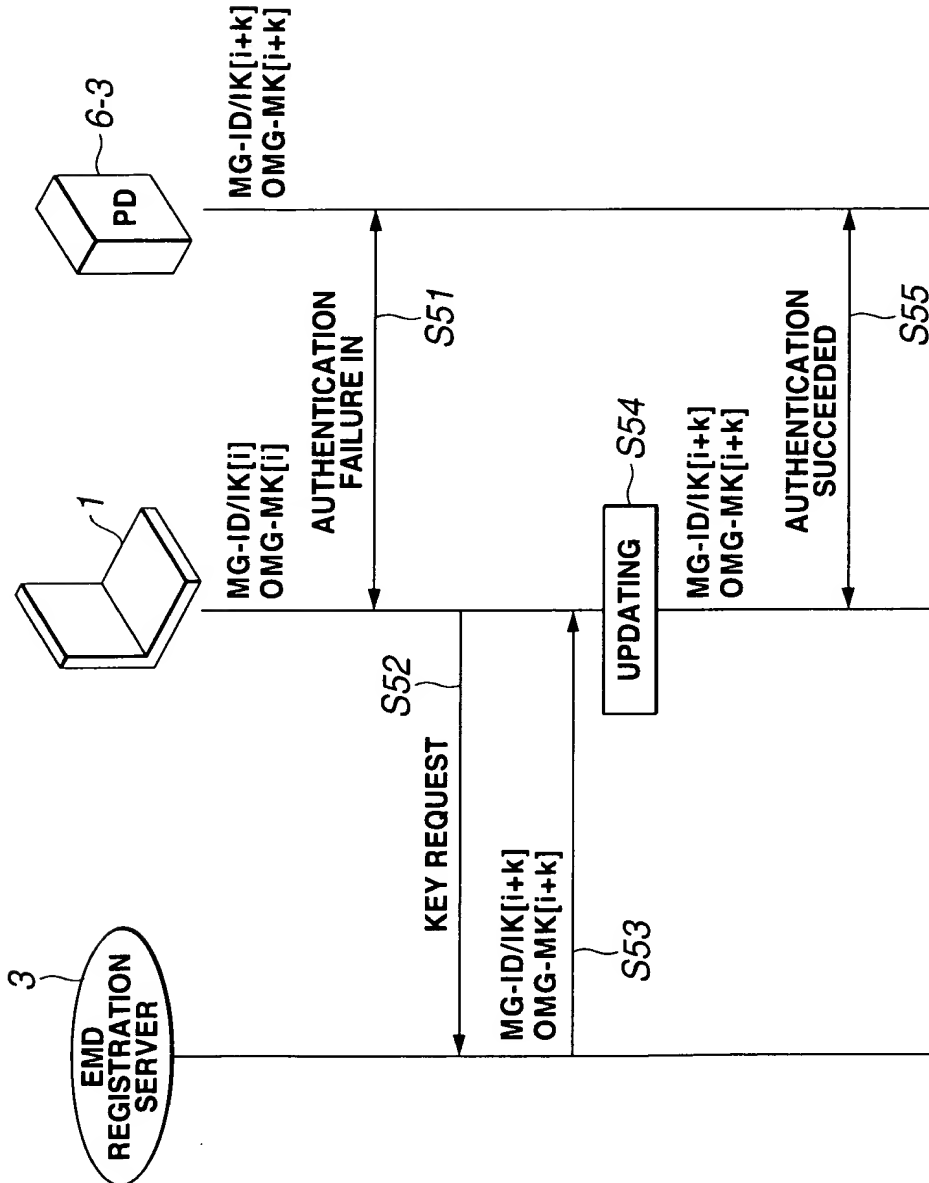 3
EMD
REGISTRATION
SERVER
1
PD
6-3
MG-ID/IK[i]
OMG-MK[i]
MG-ID/IK[i+k]
OMG-MK[i+k]
AUTHENTICATION
FAILURE IN
S51
KEY REQUEST
S52
MG-ID/IK[i+k]
OMG-MK[i+k]
S53
UPDATING
S54
MG-ID/IK[i+k]
OMG-MK[i+k]
AUTHENTICATION
SUCCEEDED
S55